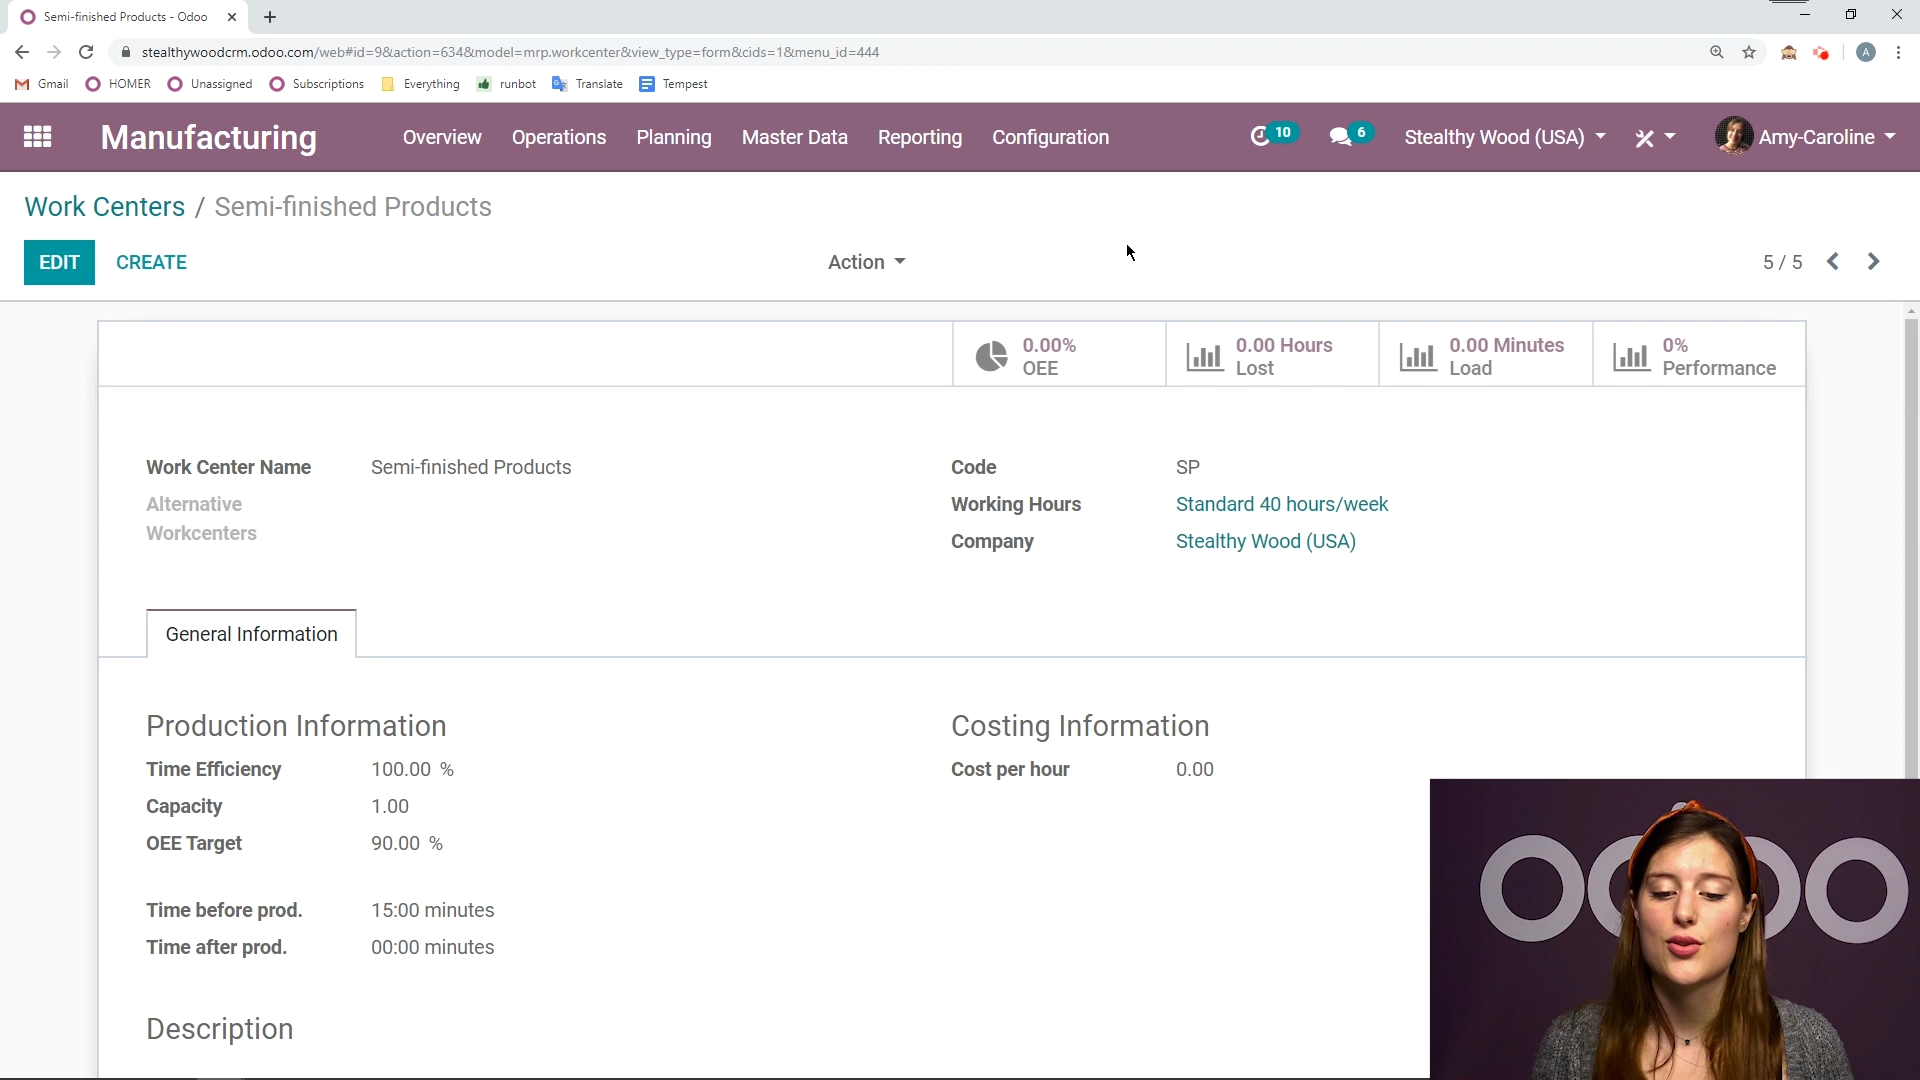 Semi-finished Products - Odoo
stealthywoodcrm.odoo.com/web#id=9&action=634&model=mrp.workcenter&view_type=form&cids=1&menu_id=444
A
Gmail HOMER Unassigned Subscriptions Everything runbot Translate Tempest
Manufacturing Overview Operations Planning Master Data Reporting Configuration 10 6 Stealthy Wood (USA) Amy-Caroline
Work Centers / Semi-finished Products
EDIT CREATE Action 5 / 5
0.00% OEE
0.00 Hours Lost
0.00 Minutes Load
0% Performance
Work Center Name Semi-finished Products
Alternative Workcenters
Code SP
Working Hours Standard 40 hours/week
Company Stealthy Wood (USA)
General Information
Production Information
Time Efficiency 100.00 %
Capacity 1.00
OEE Target 90.00 %
Time before prod. 15:00 minutes
Time after prod. 00:00 minutes
Costing Information
Cost per hour 0.00
Description
odoo